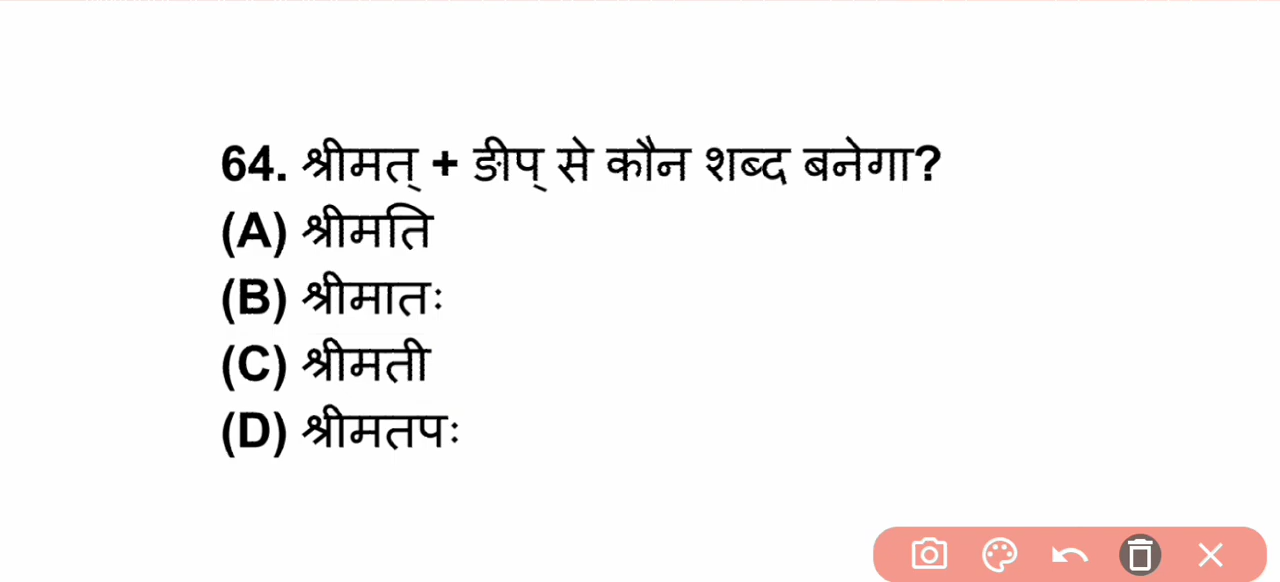 64. श्रीमत् + ङीप् से कौन शब्द बनेगा?
(A) श्रीमति
(B) श्रीमातः
(C) श्रीमती
(D) श्रीमतपः